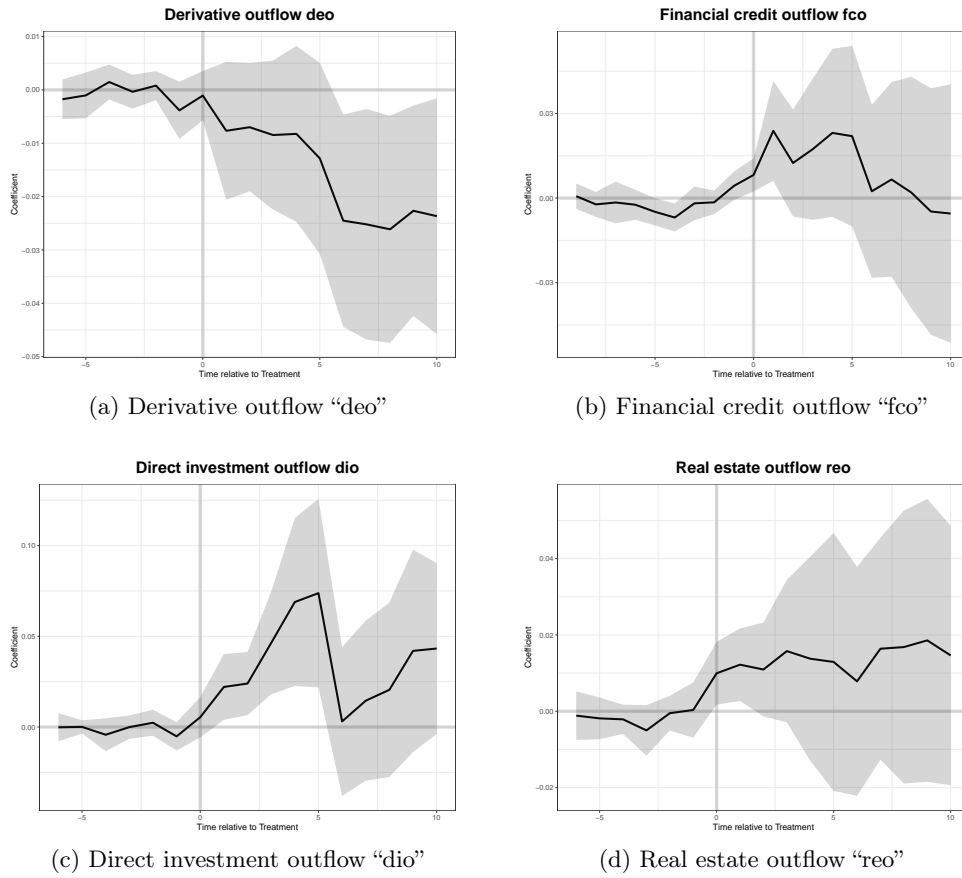 Derivative outflow deo
0.01
0.00
−0.01
−0.02
−0.03
−0.04
−0.05
Coefficient
−5
0
5
10
Time relative to Treatment
(a) Derivative outflow “deo”
Financial credit outflow fco
0.03
0.00
−0.03
Coefficient
−5
0
5
10
Time relative to Treatment
(b) Financial credit outflow “fco”
Direct investment outflow dio
0.10
0.05
0.00
Coefficient
−5
0
5
10
Time relative to Treatment
(c) Direct investment outflow “dio”
Real estate outflow reo
0.04
0.02
0.00
−0.02
Coefficient
−5
0
5
10
Time relative to Treatment
(d) Real estate outflow “reo”